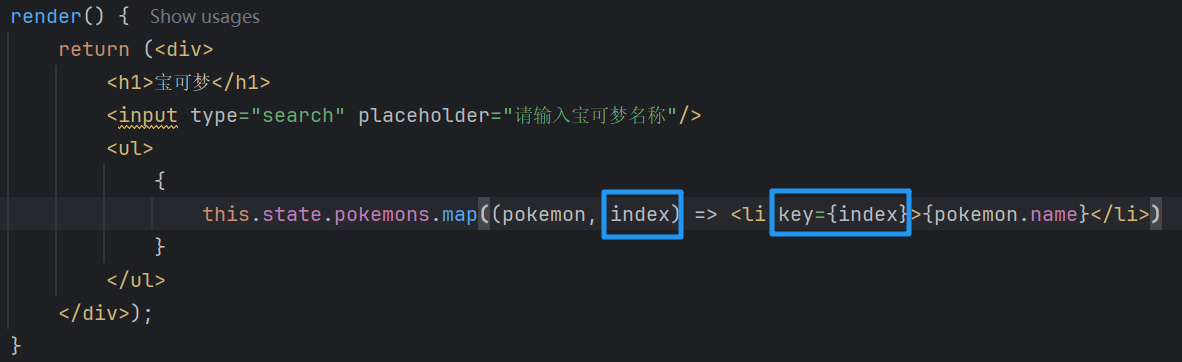 render() { Show usages
return (<div>
<h1>宝可梦</h1>
<input type="search" placeholder="请输入宝可梦名称"/>
<ul>
{
this.state.pokemons.map((pokemon, index) => <li key={index}>{pokemon.name}</li>)
}
</ul>
</div>);
}